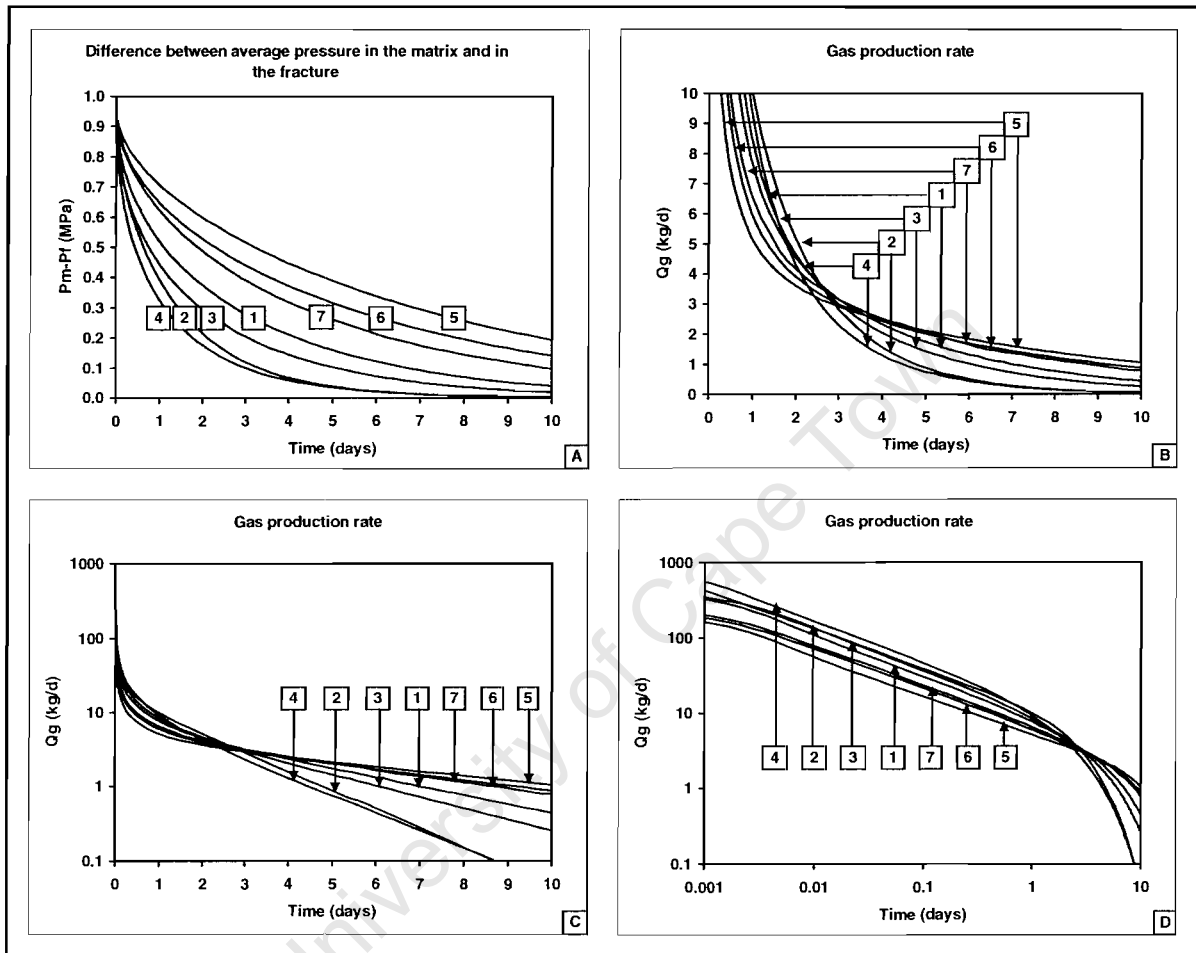 Difference between average pressure in the matrix and in
the fracture
1.0
0.9
0.8
0.7
0.6
0.5
0.4
0.3
0.2
0.1
0.0
Pm-Pf (MPa)
4 2 3 1 7 6 5
0 1 2 3 4 5 6 7 8 9 10
Time (days)
A
Gas production rate
10
9
8
7
6
5
4
3
2
1
0
Qg (kg/d)
5
6
7
1
3
2
4
0 1 2 3 4 5 6 7 8 9 10
Time (days)
B
Gas production rate
1000
100
10
1
0.1
Qg (kg/d)
4 2 3 1 7 6 5
0 1 2 3 4 5 6 7 8 9 10
Time (days)
C
Gas production rate
1000
100
10
1
0.1
Qg (kg/d)
4 2 3 1 7 6 5
0.001 0.01 0.1 1 10
Time (days)
D
University of Cape Town